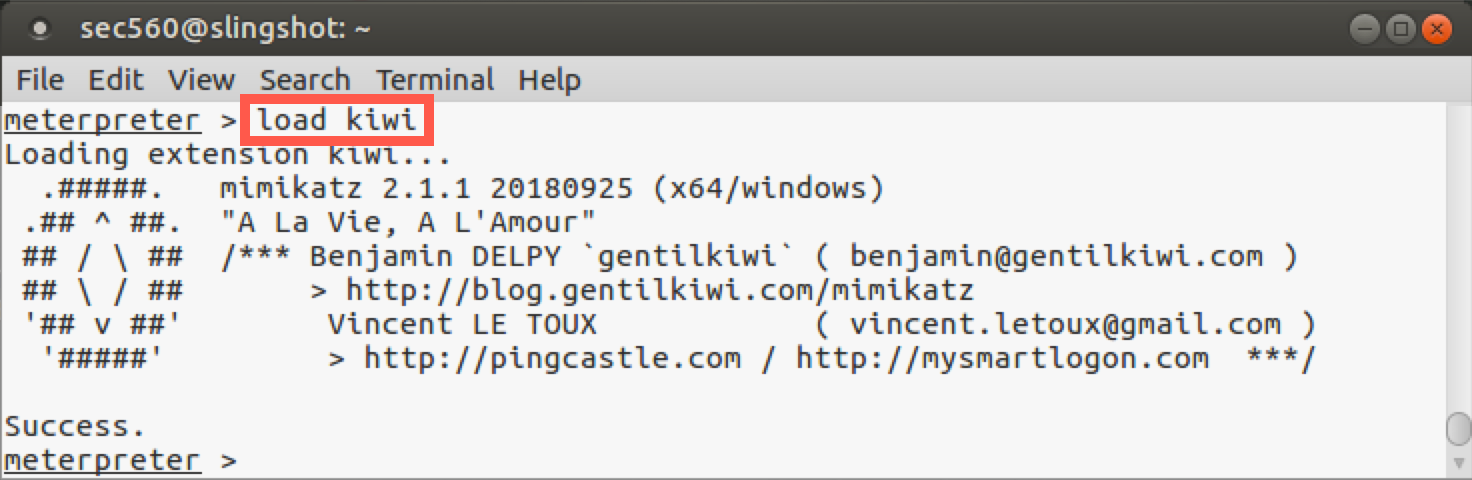 sec560@slingshot: ~
File Edit View Search Terminal Help
meterpreter > load kiwi
Loading extension kiwi...
  .#####.   mimikatz 2.1.1 20180925 (x64/windows)
 .## ^ ##.  "A La Vie, A L'Amour"
 ## / \ ##  /*** Benjamin DELPY `gentilkiwi` ( benjamin@gentilkiwi.com )
 ## \ / ##       > http://blog.gentilkiwi.com/mimikatz
 '## v ##'        Vincent LE TOUX            ( vincent.letoux@gmail.com )
  '#####'         > http://pingcastle.com / http://mysmartlogon.com  ***/
Success.
meterpreter >